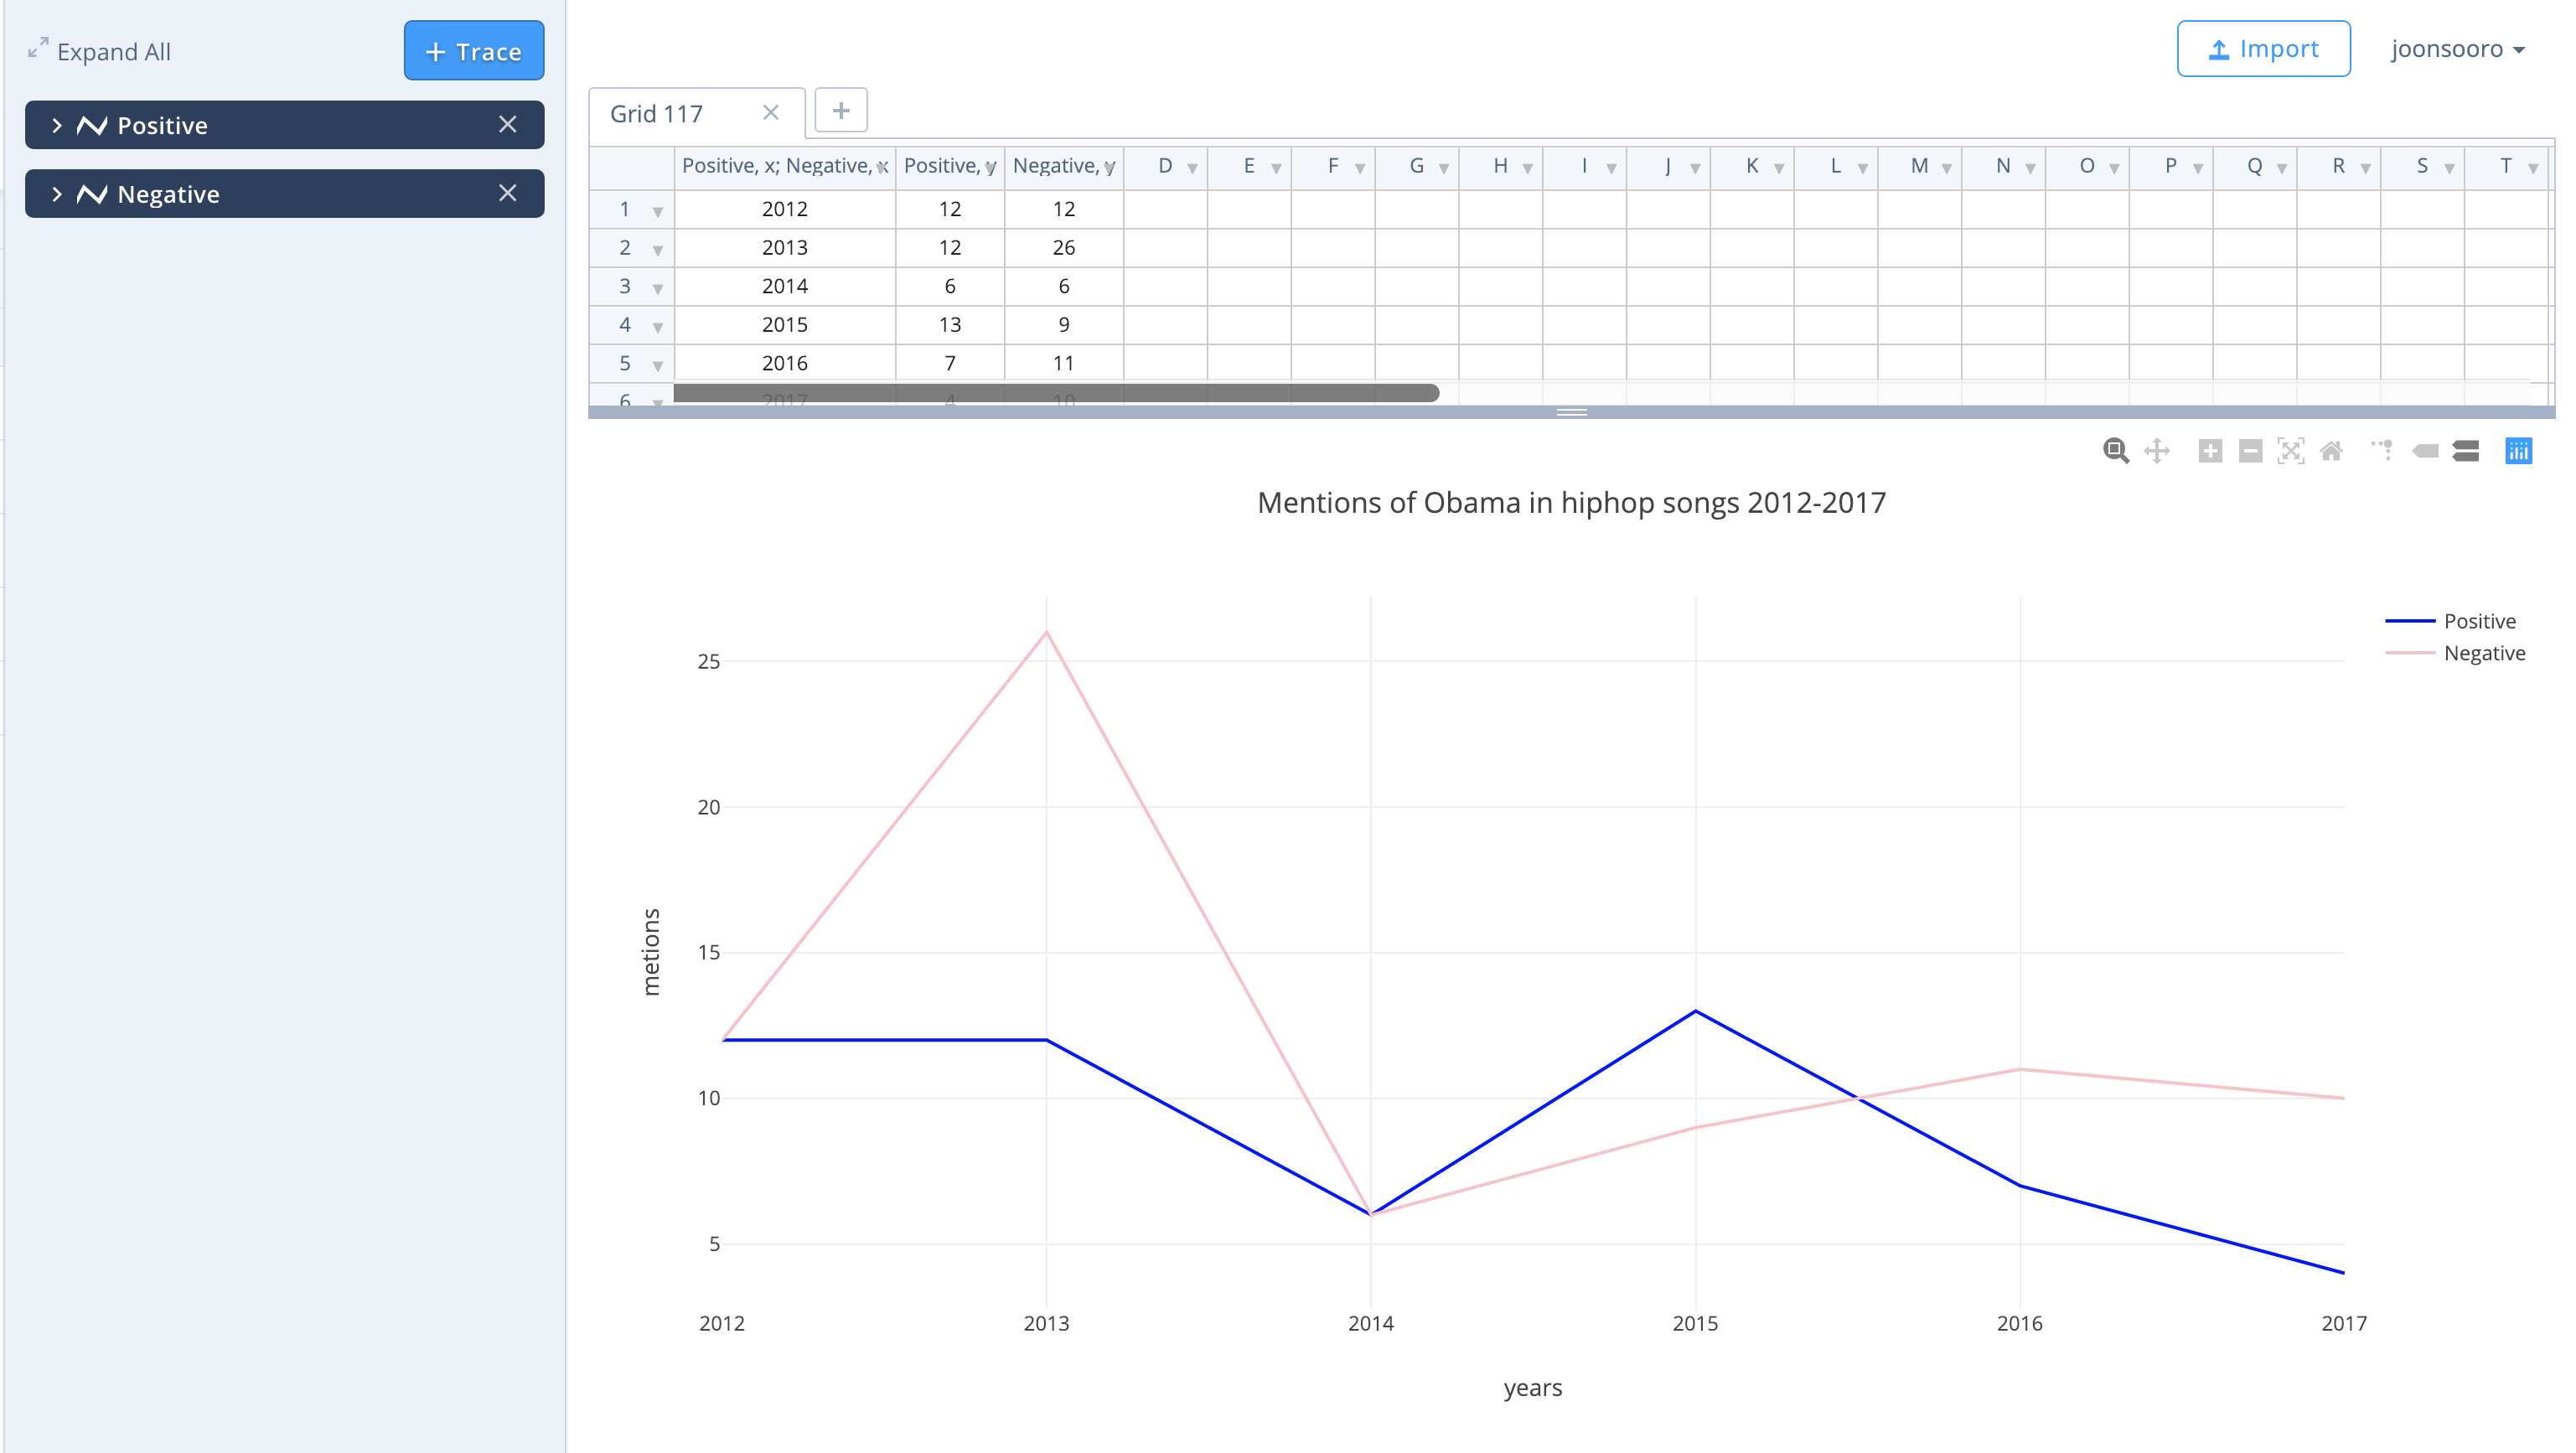 Expand All
+ Trace
Positive
Negative
Import
joonsooro
Grid 117
+
Positive, x; Negative, x Positive, y Negative, y D E F G H I J K L M N O P Q R S T
1 2012 12 12
2 2013 12 26
3 2014 6 6
4 2015 13 9
5 2016 7 11
6 2017 4 10
Mentions of Obama in hiphop songs 2012-2017
Positive
Negative
25
20
15
10
5
metions
2012 2013 2014 2015 2016 2017
years